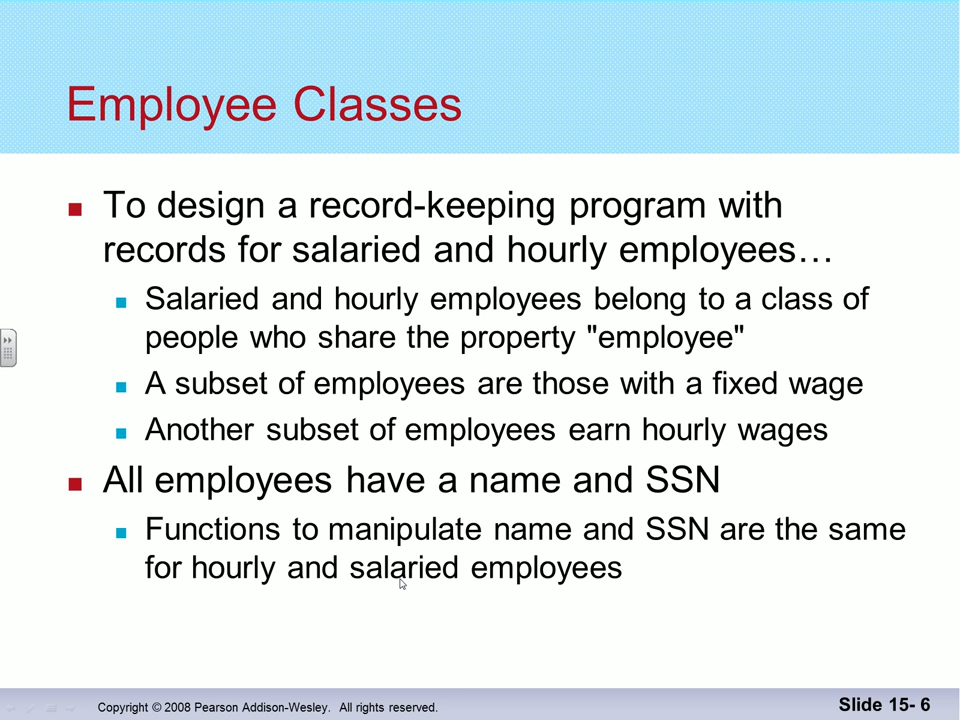 Employee Classes
To design a record-keeping program with
records for salaried and hourly employees…
Salaried and hourly employees belong to a class of
people who share the property "employee"
A subset of employees are those with a fixed wage
Another subset of employees earn hourly wages
All employees have a name and SSN
Functions to manipulate name and SSN are the same
for hourly and salaried employees
Copyright © 2008 Pearson Addison-Wesley. All rights reserved.
Slide 15- 6